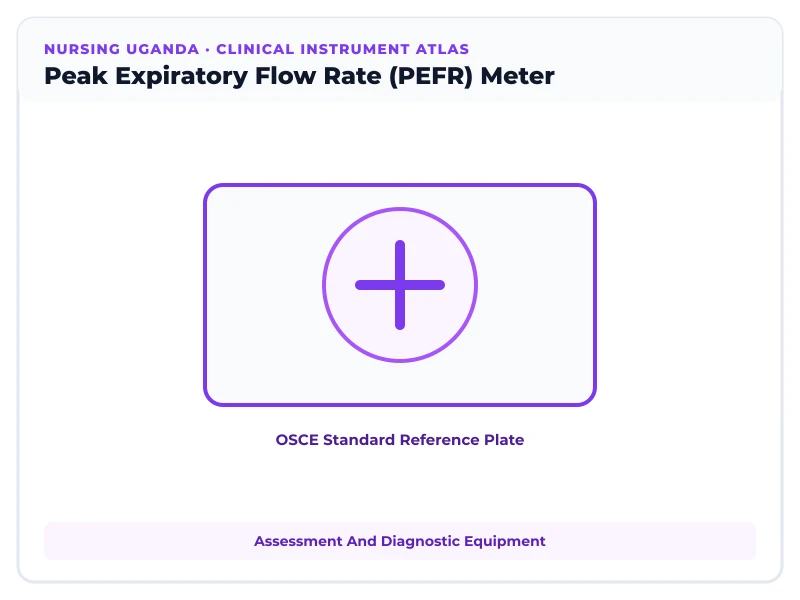 NURSING UGANDA · CLINICAL INSTRUMENT ATLAS
Peak Expiratory Flow Rate (PEFR) Meter
OSCE Standard Reference Plate
Assessment And Diagnostic Equipment